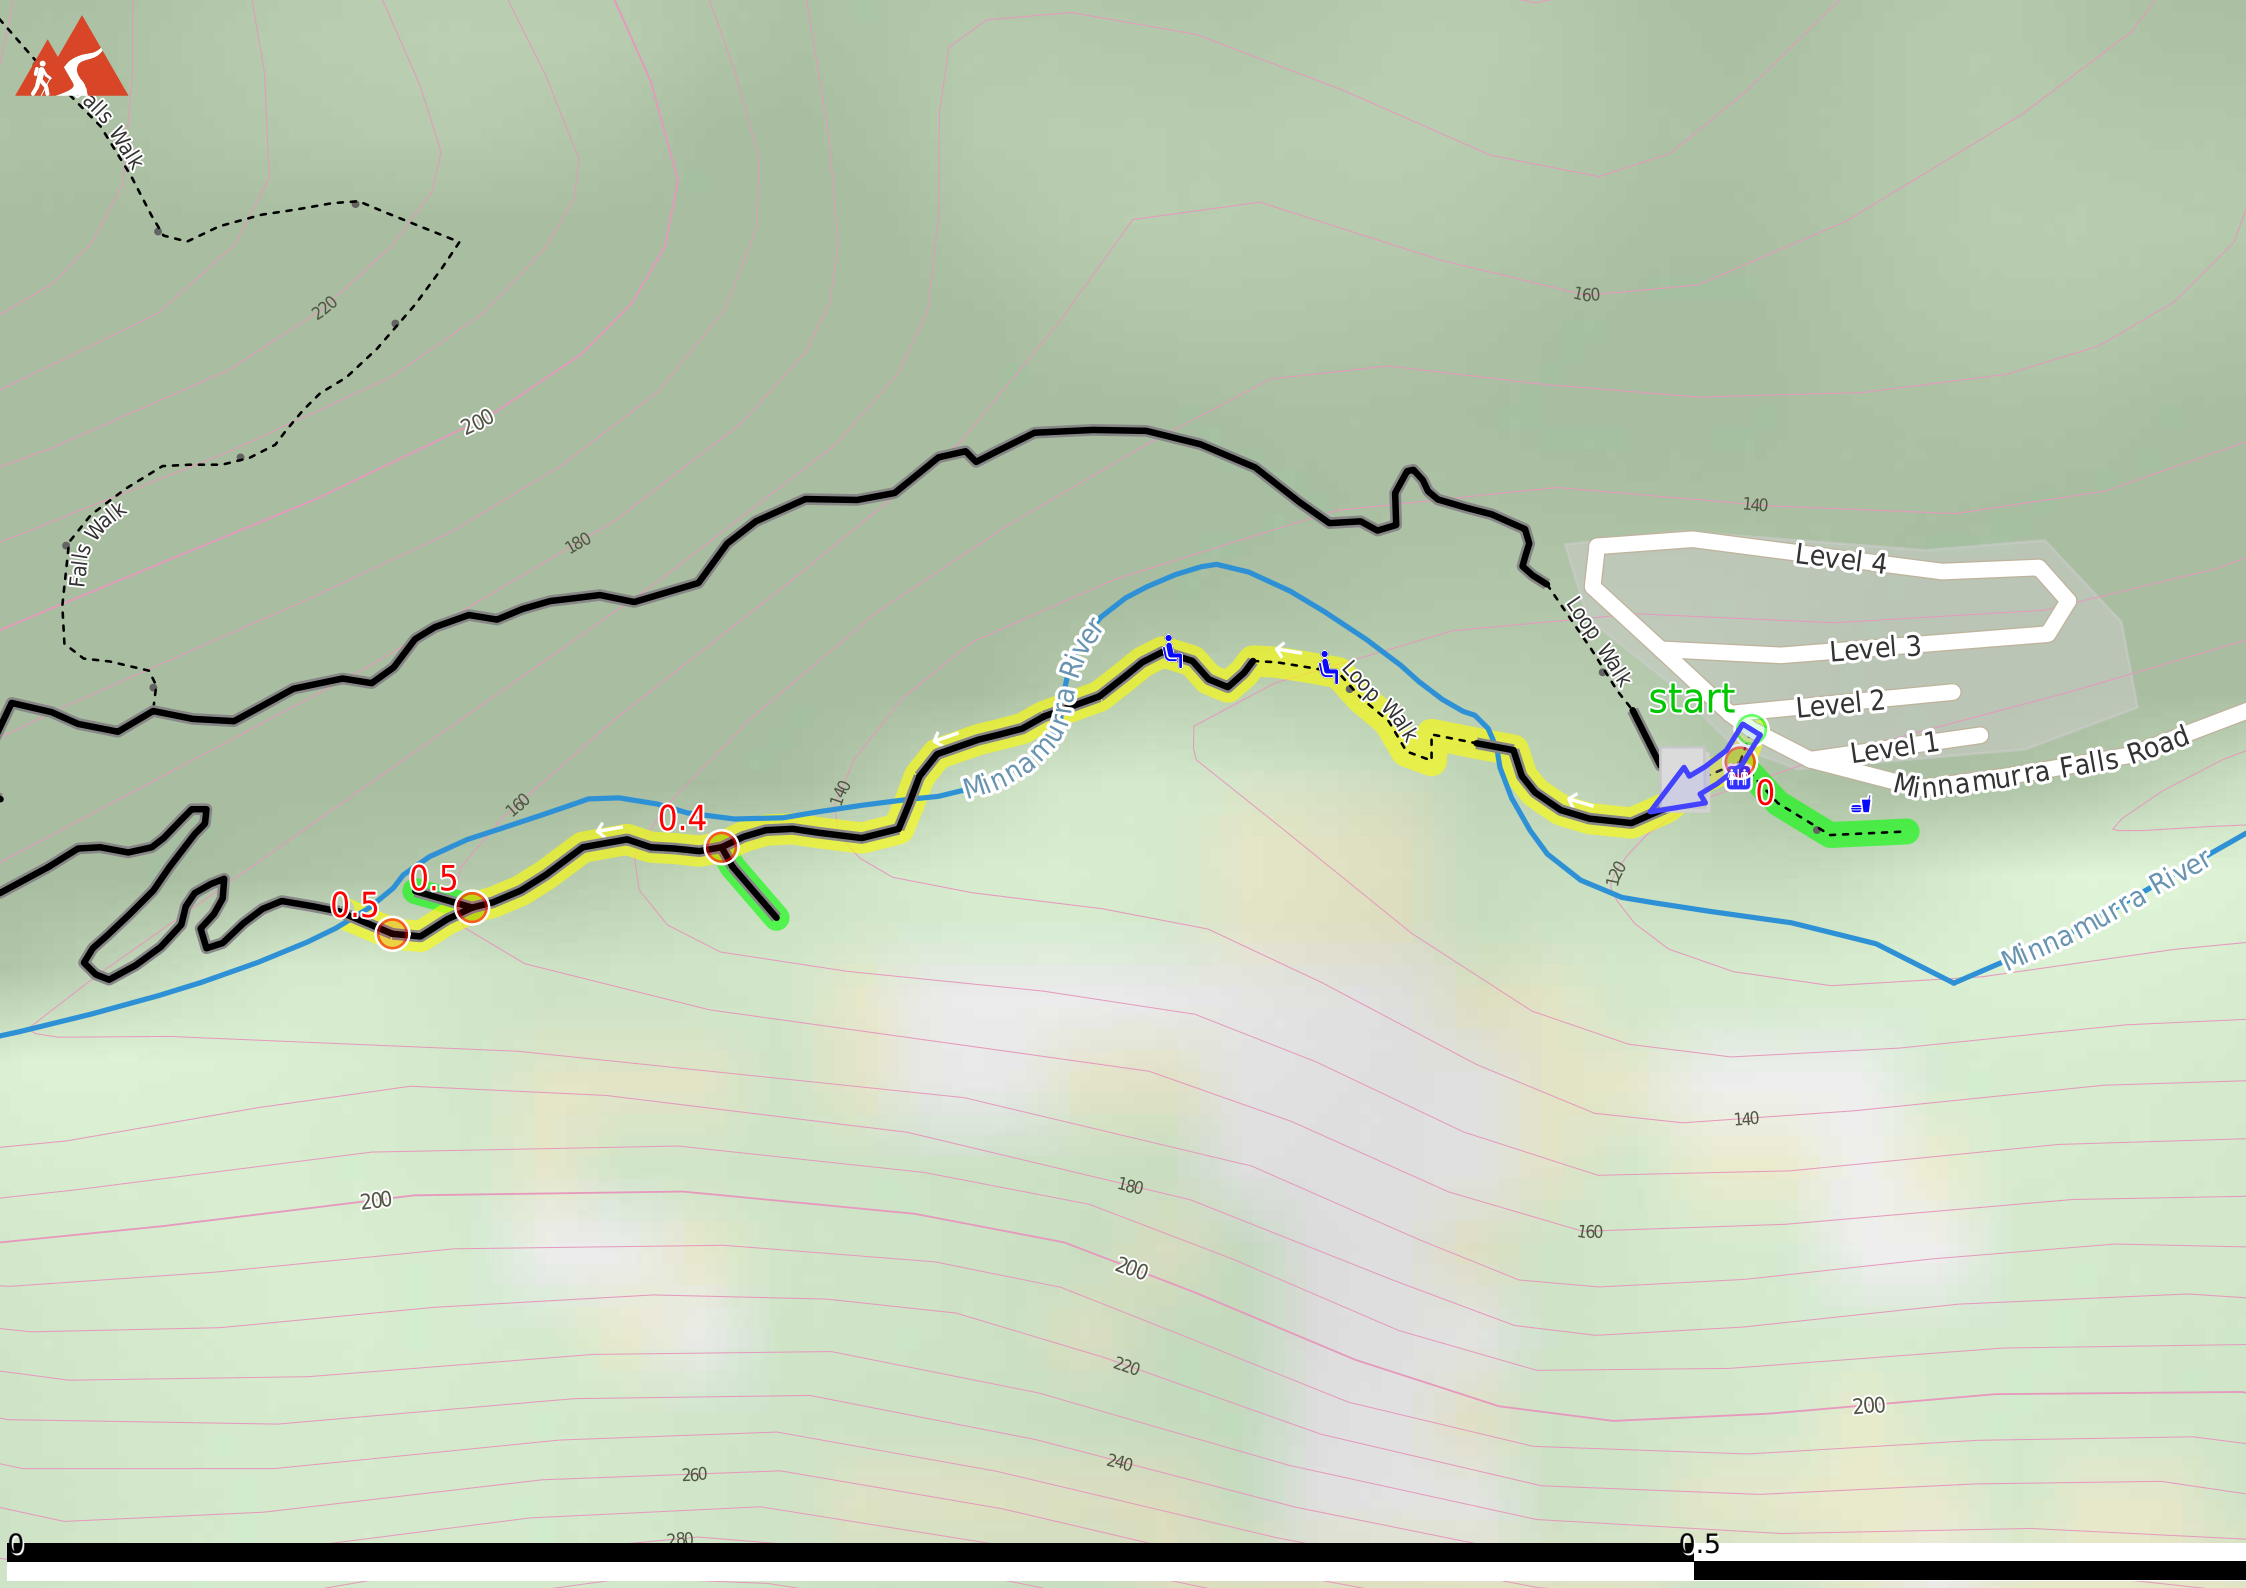 alls Walk
160
220
200
180
140
Falls Walk
Level 4
Loop Walk
Level 3
start
Level 2
Level 1
Minnamurra Falls Road
Loop Walk
Minnamurra River
0
140
160
0.4
0.5
0.5
120
Minnamurra River
140
180
200
160
200
220
200
240
260
280
0
0.5